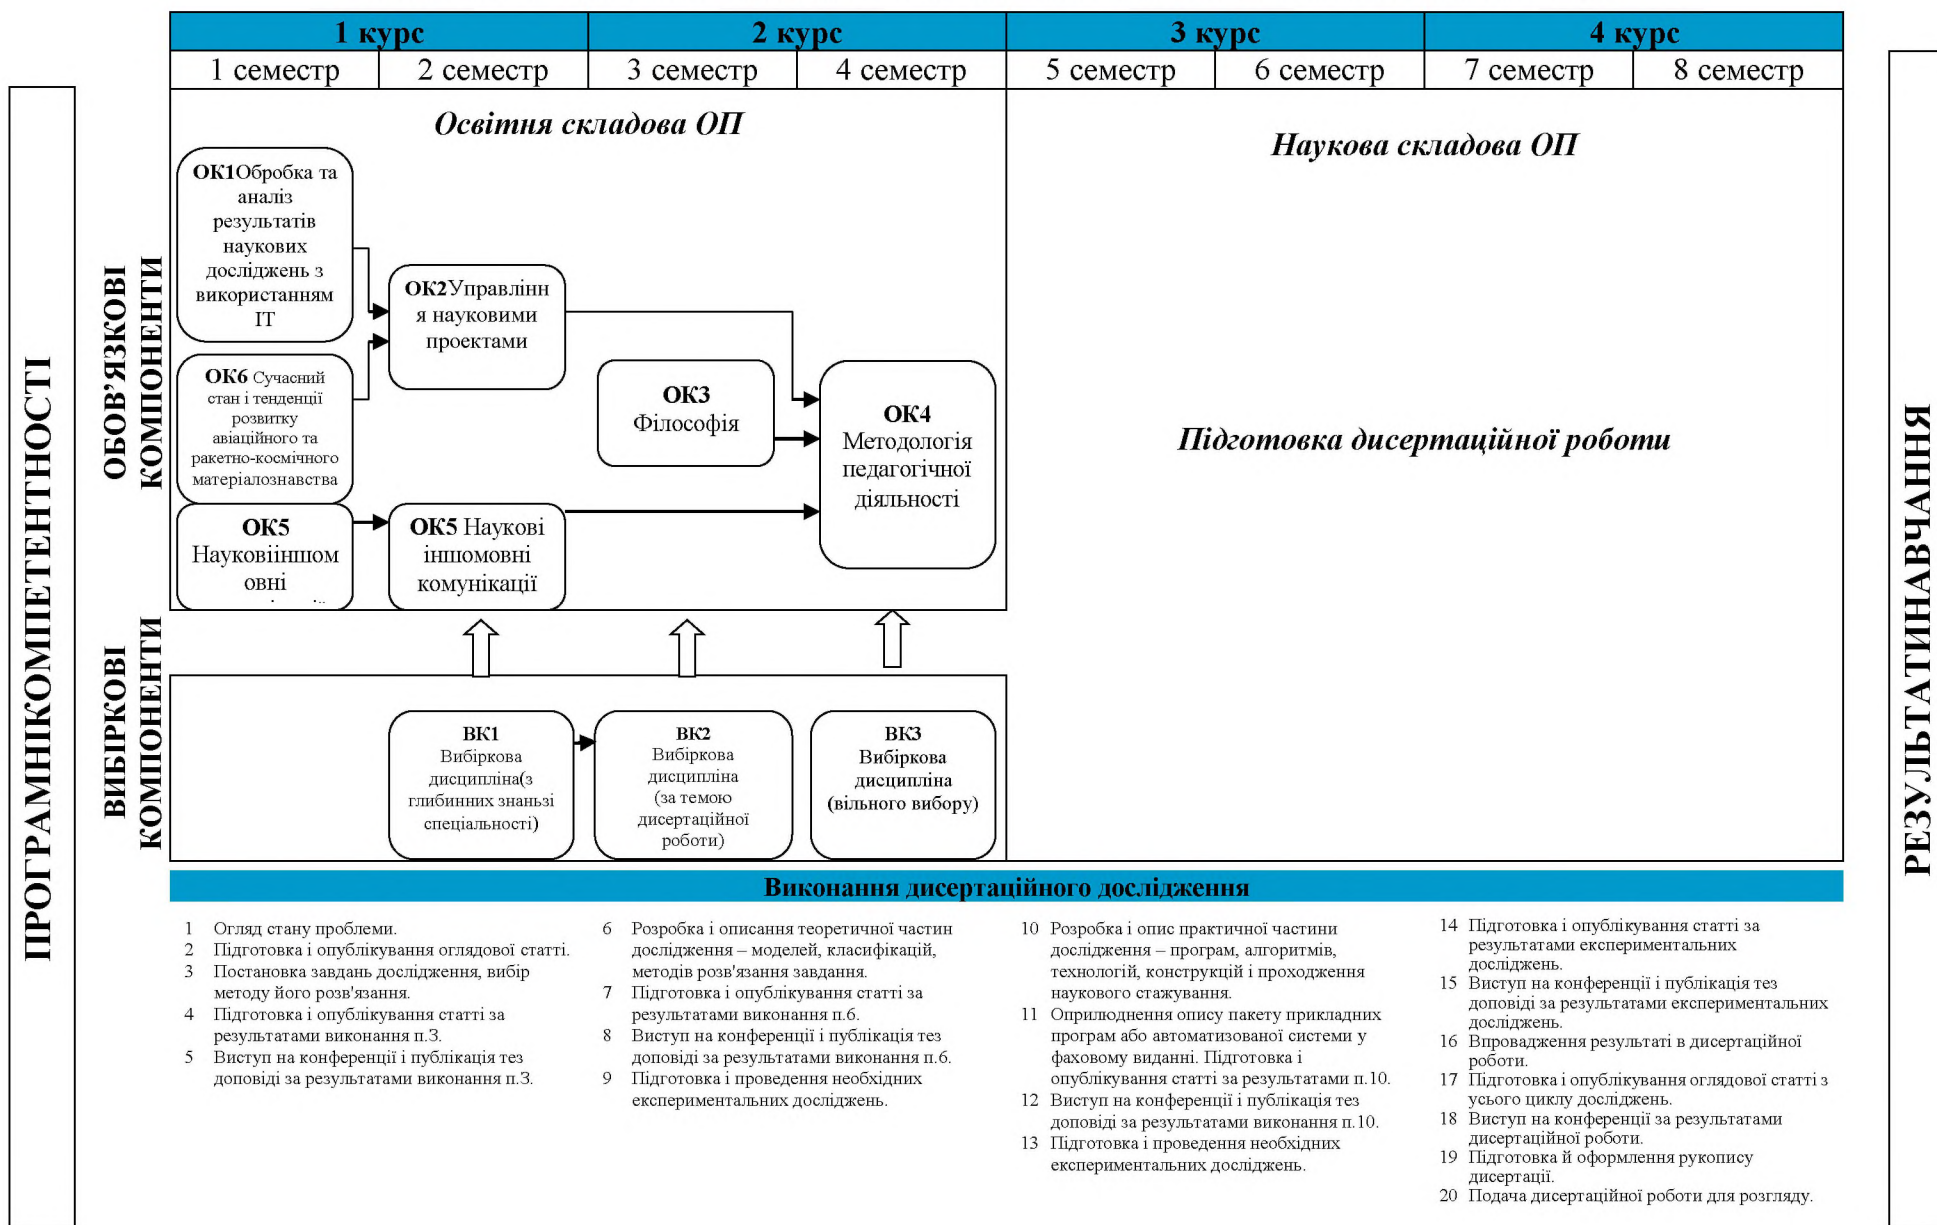 1 курс
2 курс
3 курс
4 курс
1 семестр
2 семестр
3 семестр
4 семестр
5 семестр
6 семестр
7 семестр
8 семестр
ПРОГРАМНІКОМПЕТЕНТНОСТІ
ОБОВ’ЯЗКОВІ
КОМПОНЕНТИ
Освітня складова ОП
ОК1Обробка та
аналіз
результатів
наукових
досліджень з
використанням
ІТ
ОК6 Сучасний
стан і тенденції
розвитку
авіаційного та
ракетно-космічного
матеріалознавства
ОК5
Науковііншом
овні
ОК2Управлінн
я науковими
проектами
ОК5 Наукові
іншомовні
комунікації
ОК3
Філософія
ОК4
Методологія
педагогічної
діяльності
Наукова складова ОП
Підготовка дисертаційної роботи
ВИБІРКОВІ
КОМПОНЕНТИ
ВК1
Вибіркова
дисципліна(з
глибинних знаньзі
спеціальності)
ВК2
Вибіркова
дисципліна
(за темою
дисертаційної
роботи)
ВК3
Вибіркова
дисципліна
(вільного вибору)
РЕЗУЛЬТАТИНАВЧАННЯ
Виконання дисертаційного дослідження
1 Огляд стану проблеми.
2 Підготовка і опублікування оглядової статті.
3 Постановка завдань дослідження, вибір
методу його розв'язання.
4 Підготовка і опублікування статті за
результатами виконання п.3.
5 Виступ на конференції і публікація тез
доповіді за результатами виконання п.3.
6 Розробка і описання теоретичної частин
дослідження – моделей, класифікацій,
методів розв'язання завдання.
7 Підготовка і опублікування статті за
результатами виконання п.6.
8 Виступ на конференції і публікація тез
доповіді за результатами виконання п.6.
9 Підготовка і проведення необхідних
експериментальних досліджень.
10 Розробка і опис практичної частини
дослідження – програм, алгоритмів,
технологій, конструкцій і проходження
наукового стажування.
11 Оприлюднення опису пакету прикладних
програм або автоматизованої системи у
фаховому виданні. Підготовка і
опублікування статті за результатами п.10.
12 Виступ на конференції і публікація тез
доповіді за результатами виконання п.10.
13 Підготовка і проведення необхідних
експериментальних досліджень.
14 Підготовка і опублікування статті за
результатами експериментальних
досліджень.
15 Виступ на конференції і публікація тез
доповіді за результатами експериментальних
досліджень.
16 Впровадження результаті в дисертаційної
роботи.
17 Підготовка і опублікування оглядової статті з
усього циклу досліджень.
18 Виступ на конференції за результатами
дисертаційної роботи.
19 Підготовка й оформлення рукопису
дисертації.
20 Подача дисертаційної роботи для розгляду.